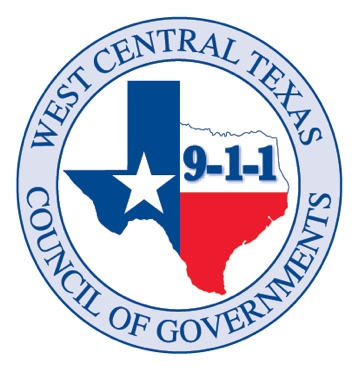 WEST CENTRAL TEXAS
9-1-1
COUNCIL OF GOVERNMENTS